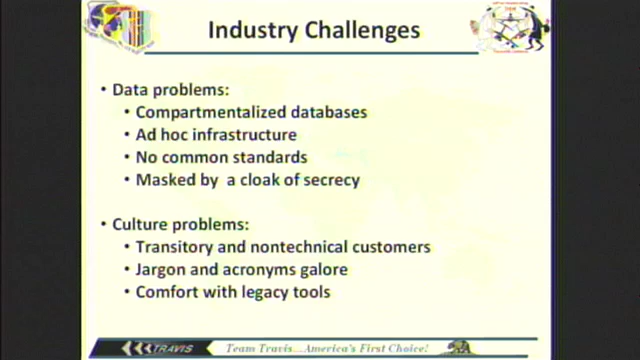 Industry Challenges
• Data problems:
• Compartmentalized databases
• Ad hoc infrastructure
• No common standards
• Masked by a cloak of secrecy
• Culture problems:
• Transitory and nontechnical customers
• Jargon and acronyms galore
• Comfort with legacy tools
TRAVIS
Team Travis...America's First Choice!